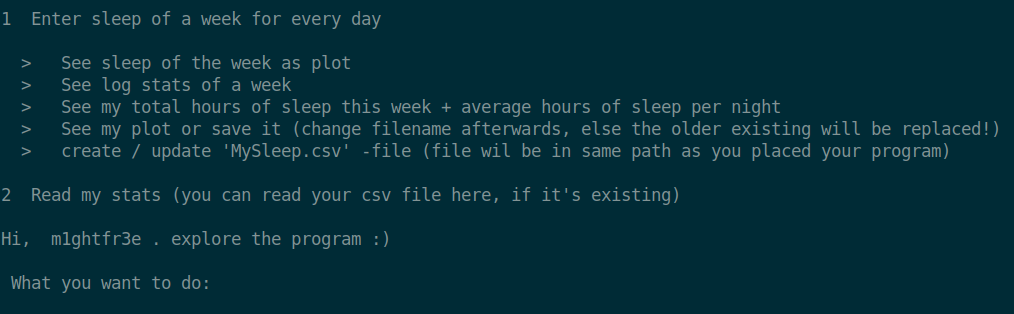 1  Enter sleep of a week for every day
>   See sleep of the week as plot
>   See log stats of a week
>   See my total hours of sleep this week + average hours of sleep per night
>   See my plot or save it (change filename afterwards, else the older existing will be replaced!)
>   create / update 'MySleep.csv' -file (file wil be in same path as you placed your program)
2  Read my stats (you can read your csv file here, if it's existing)
Hi,  m1ghtfr3e . explore the program :)
What you want to do: